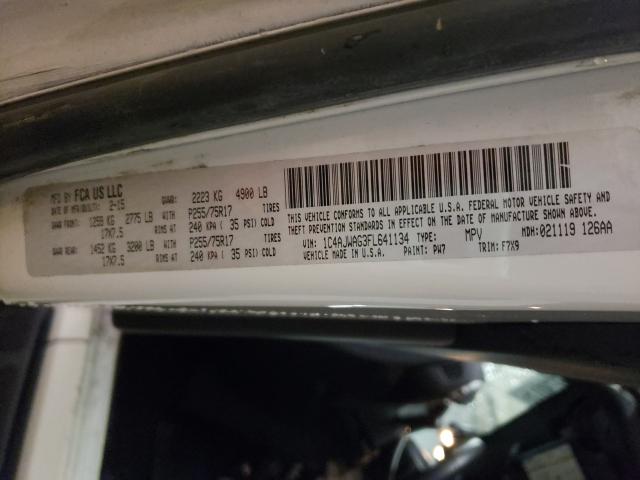 MFD BY FCA US LLC
DATE OF MFR: 2-15 GVWR: 2223 KG 4900 LB
WITH P255/75R17 TIRES
1259 KG 2775 LB
17X7.5 RIMS AT 240 KPA ( 35 PSI) COLD
1452 KG 3200 LB WITH P255/75R17 TIRES
17X7.5 RIMS AT 240 KPA ( 35 PSI) COLD
THIS VEHICLE CONFORMS TO ALL APPLICABLE U.S.A. FEDERAL MOTOR VEHICLE SAFETY AND
THEFT PREVENTION STANDARDS IN EFFECT ON THE DATE OF MANUFACTURE SHOWN ABOVE.
VIN: 1C4AJWAG3FL641134 TYPE: MPV MDH: 021119 126AA
VEHICLE MADE IN U.S.A. PAINT: PW7 TRIM: F7X9